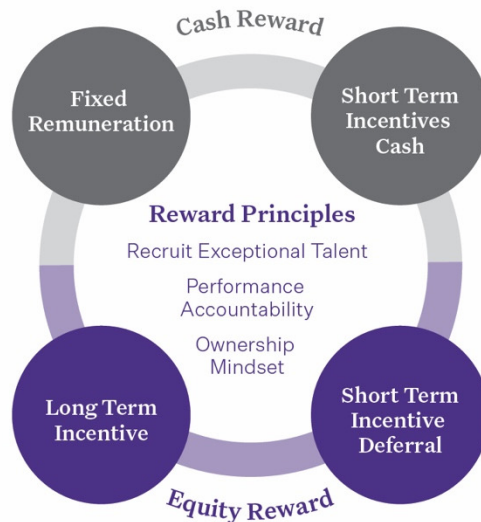 Cash Reward
Fixed
Remuneration
Short Term
Incentives
Cash
Reward Principles
Recruit Exceptional Talent
Performance
Accountability
Ownership
Mindset
Long Term
Incentive
Short Term
Incentive
Deferral
Equity Reward